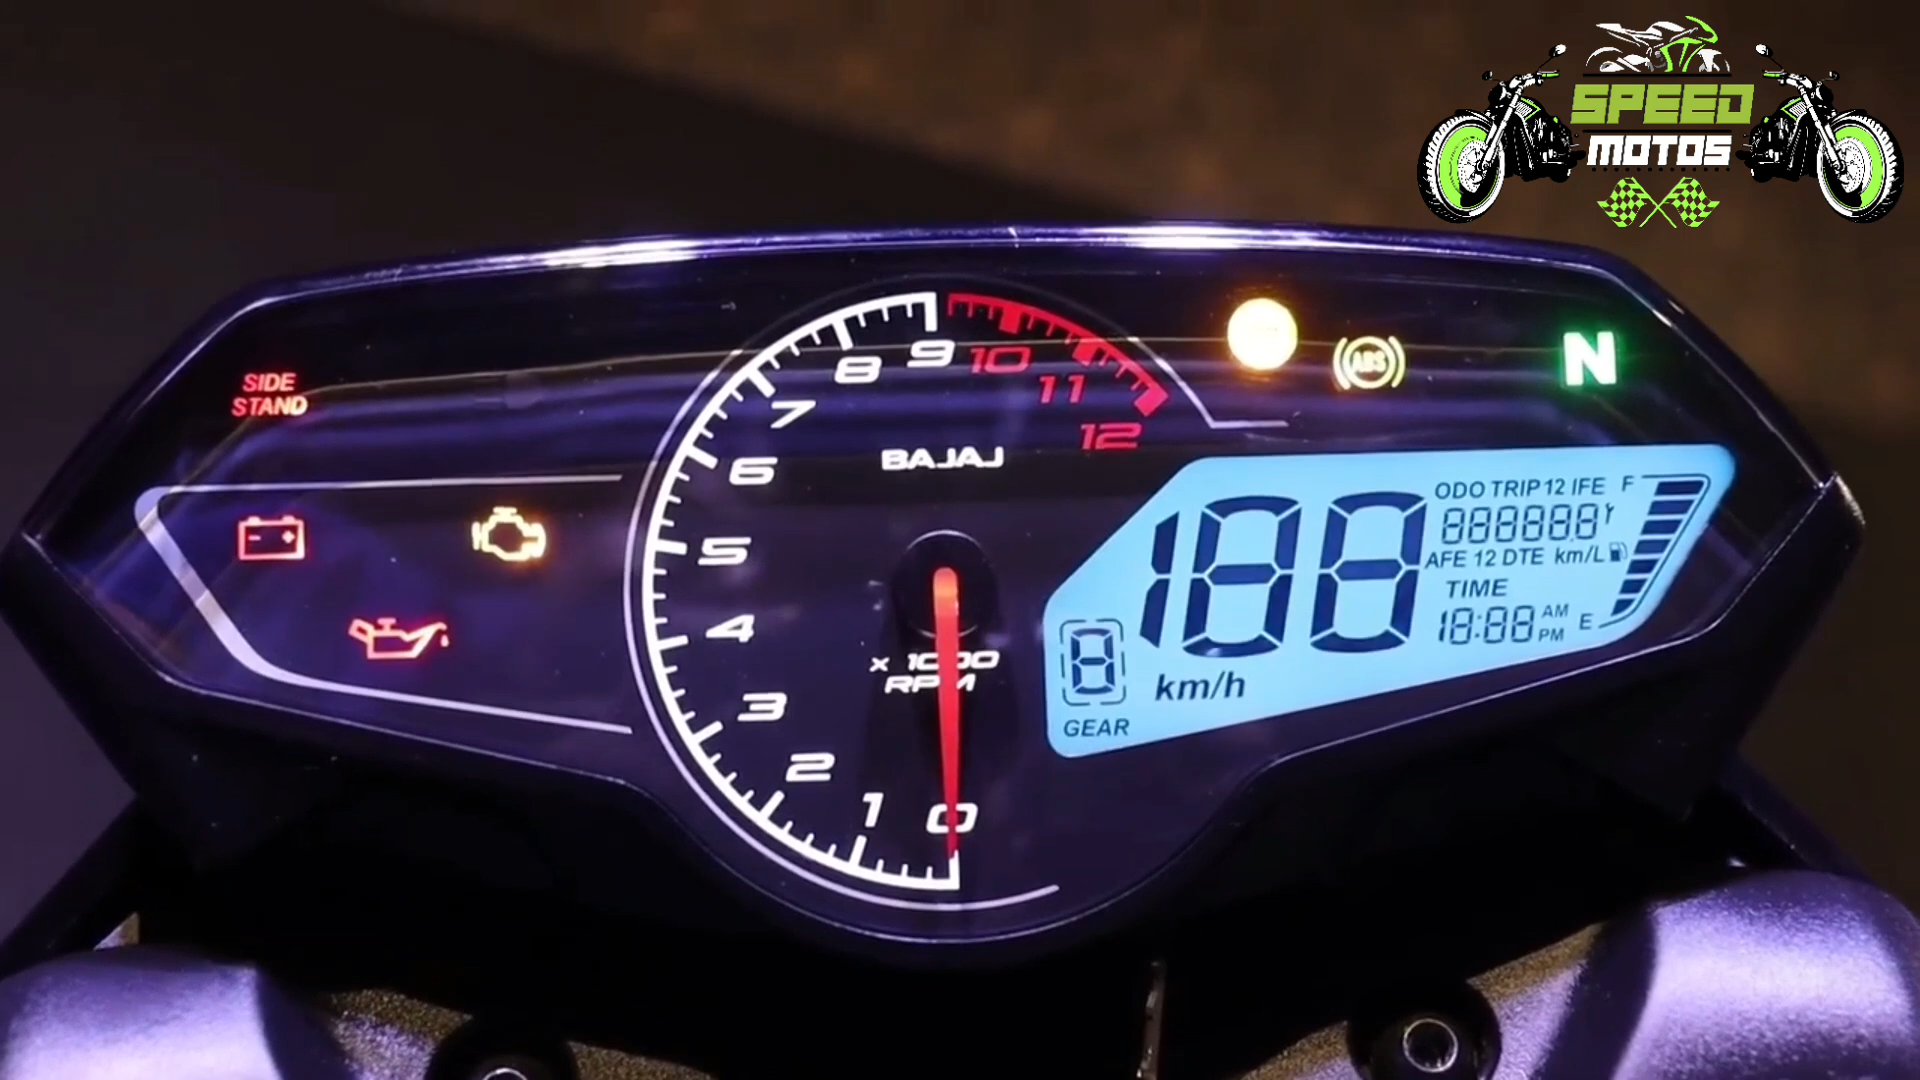 SPEED
MOTOS
SIDE
STAND
9
10
8
11
7
12
6
BAJAJ
5
4
x 1000
RPM
3
2
1
0
ABS
N
ODO TRIP 12 IFE F
188
888888
AFE 12 DTE km/L
TIME
18:88 AM
PM
E
8
km/h
GEAR